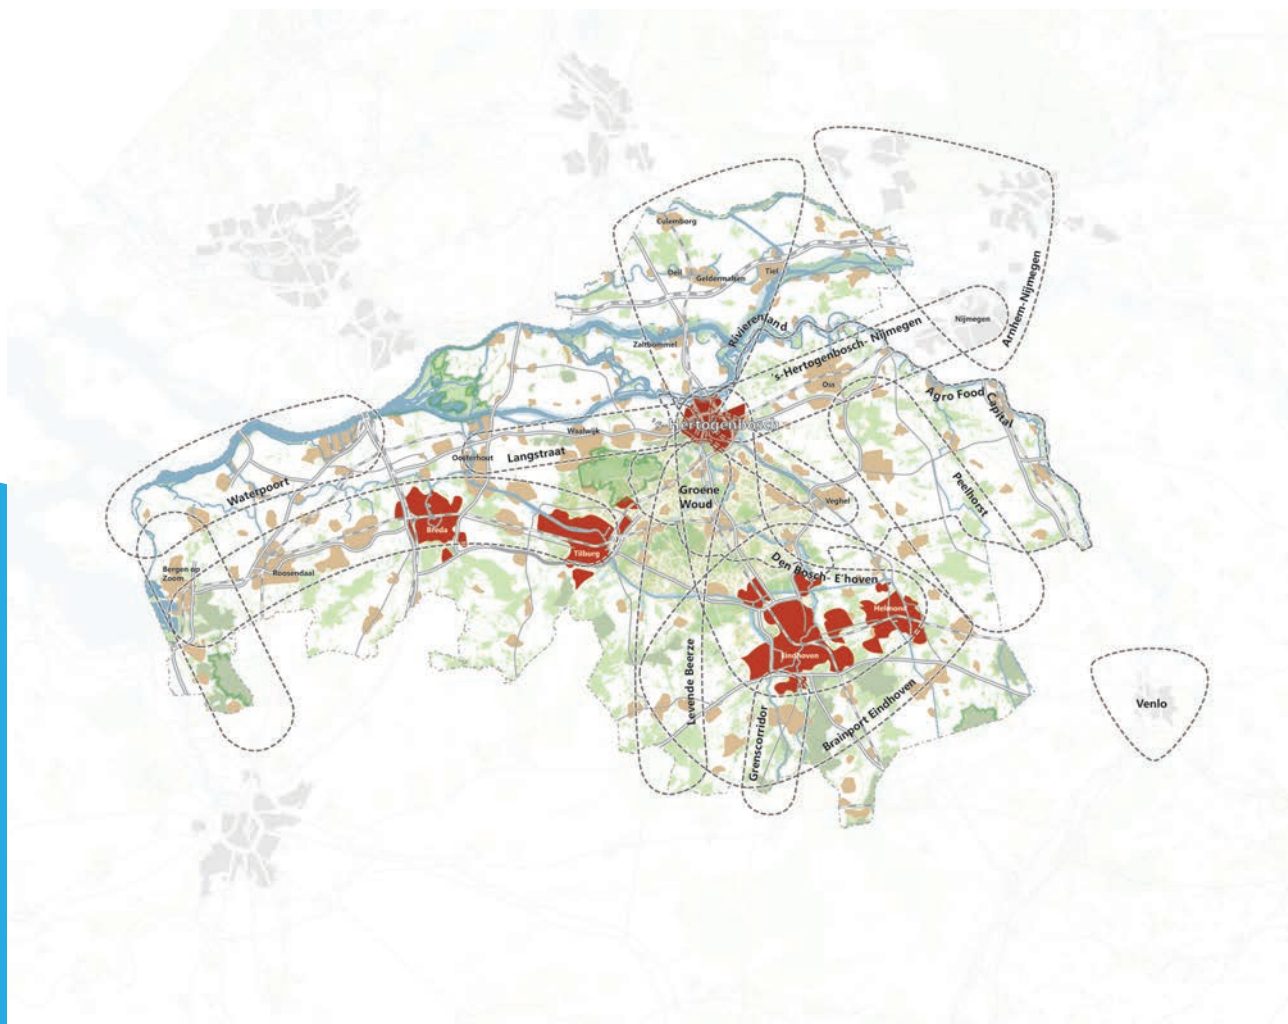 Culemborg
Deil
Geldermalsen
Tiel
Arnhem-Nijmegen
Nijmegen
Rivierenland
Zaltbommel
's-Hertogenbosch- Nijmegen
Oss
Agro Food Capital
's-Hertogenbosch
Waalwijk
Oosterhout
Langstraat
Waterpoort
Groene
Woud
Veghel
Peelhorst
Breda
Tilburg
Bergen op
Zoom
Roosendaal
Den Bosch- E'hoven
Helmond
Eindhoven
Levende Beerze
Grenscorridor
Brainport Eindhoven
Venlo